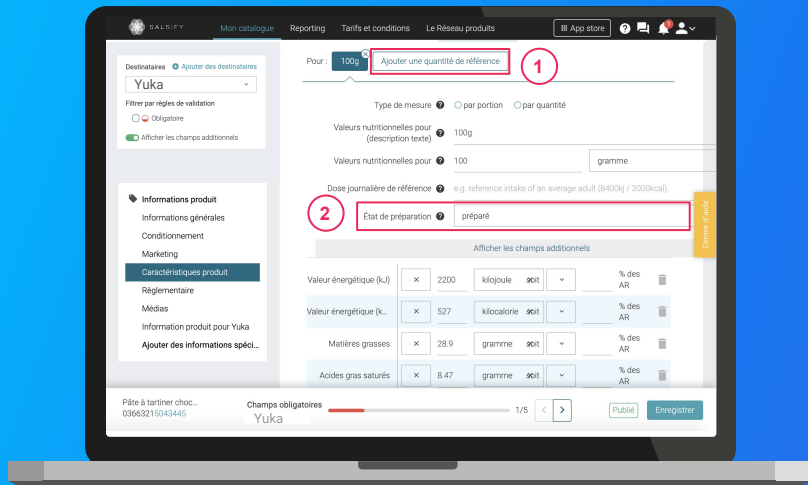 SALSIFY
Mon catalogue
Reporting
Tarifs et conditions
Le Réseau produits
App store
Destinataires
Ajouter des destinataires
Yuka
Filtrer par règles de validation
Obligatoire
Afficher les champs additionnels
Informations produit
Informations générales
Conditionnement
Marketing
Caractéristiques produit
Règlementaire
Médias
Information produit pour Yuka
Ajouter des informations spéci...
Pour :
100g
Ajouter une quantité de référence
1
Type de mesure
par portion
par quantité
Valeurs nutritionnelles pour
(description texte)
100g
Valeurs nutritionnelles pour
100
gramme
Dose journalière de référence
e.g. reference intake of an average adult (8400kj / 2000kcal).
2
État de préparation
préparé
Centre d'aide
Afficher les champs additionnels
Valeur énergétique (kJ)
2200
kilojoule
soit
% des
AR
Valeur énergétique (k...
527
kilocalorie
soit
% des
AR
Matières grasses
28.9
gramme
soit
% des
AR
Acides gras saturés
8.47
gramme
soit
% des
AR
Pâte à tartiner choc...
03663215043445
Champs obligatoires
Yuka
1/5
Publié
Enregistrer